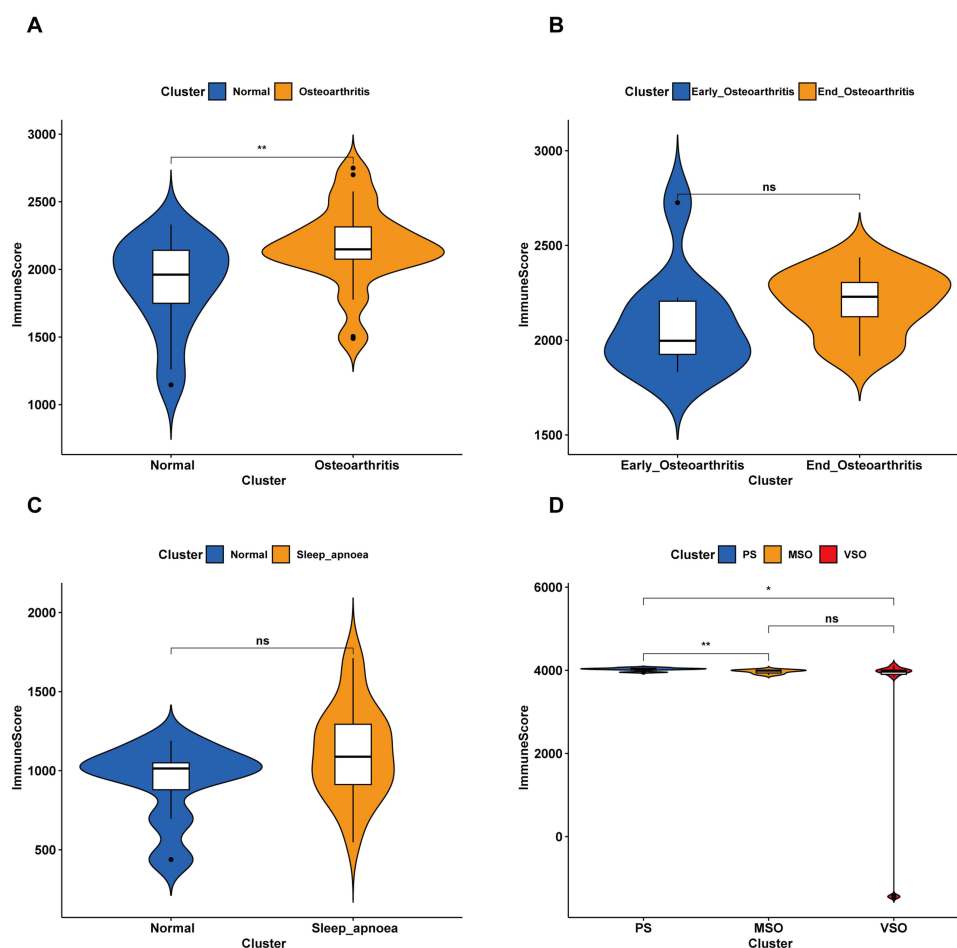 A
Cluster Normal Osteoarthritis
3000
2500
2000
1500
1000
ImmuneScore
**
Normal Osteoarthritis
Cluster
B
Cluster Early_Osteoarthritis End_Osteoarthritis
3000
2500
2000
1500
ImmuneScore
ns
Early_Osteoarthritis End_Osteoarthritis
Cluster
C
Cluster Normal Sleep_apnoea
2000
1500
1000
500
ImmuneScore
ns
Normal Sleep_apnoea
Cluster
D
Cluster PS MSO VSO
6000
4000
2000
0
ImmuneScore
*
ns
**
PS MSO VSO
Cluster